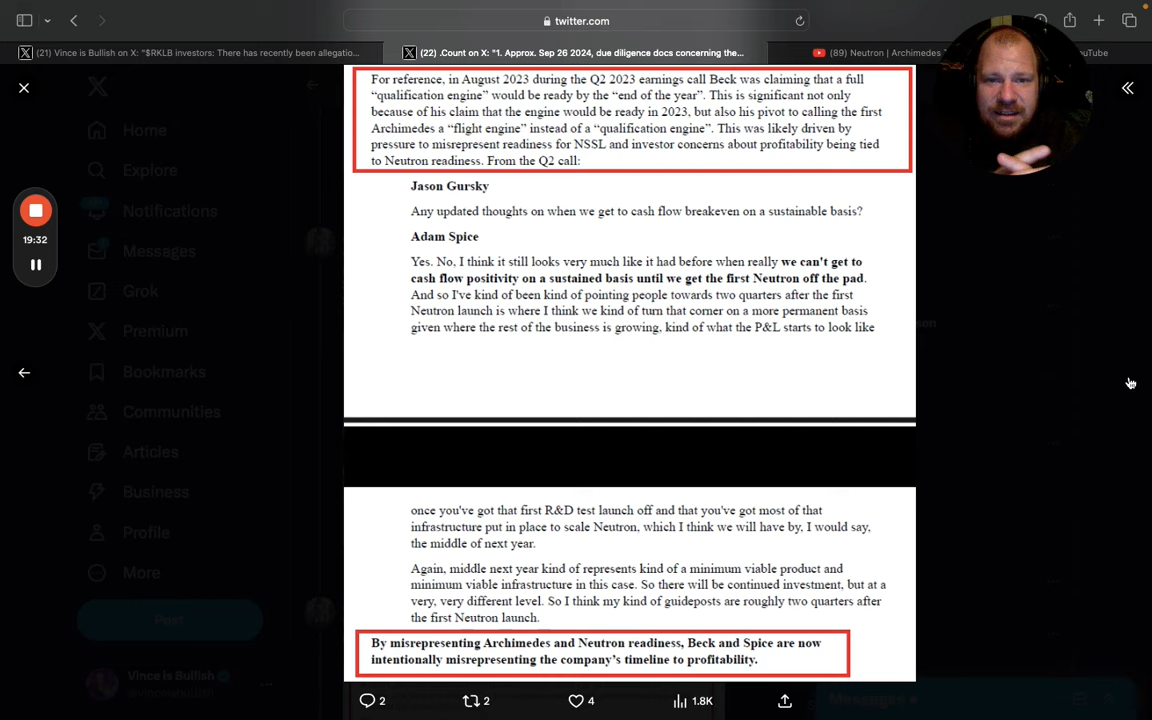 twitter.com
(21) Vince is Bullish on X: "$RKLB investors: There has recently been allegatio...
(22) .Count on X: "1. Approx. Sep 26 2024, due diligence docs concerning the...
(89) Neutron | Archimedes
uTube
For reference, in August 2023 during the Q2 2023 earnings call Beck was claiming that a full
"qualification engine" would be ready by the "end of the year". This is significant not only
because of his claim that the engine would be ready in 2023, but also his pivot to calling the first
Archimedes a "flight engine" instead of a "qualification engine". This was likely driven by
pressure to misrepresent readiness for NSSL and investor concerns about profitability being tied
to Neutron readiness. From the Q2 call:
Home
Explore
Notifications
Messages
Grok
Premium
Bookmarks
Communities
Articles
Business
Profile
More
Post
Vince is Bullish
19:32
Jason Gursky
Any updated thoughts on when we get to cash flow breakeven on a sustainable basis?
Adam Spice
Yes. No, I think it still looks very much like it had before when really we can't get to
cash flow positivity on a sustained basis until we get the first Neutron off the pad.
And so I've kind of been kind of pointing people towards two quarters after the first
Neutron launch is where I think we kind of turn that corner on a more permanent basis
given where the rest of the business is growing, kind of what the P&L starts to look like
once you've got that first R&D test launch off and that you've got most of that
infrastructure put in place to scale Neutron, which I think we will have by, I would say,
the middle of next year.
Again, middle next year kind of represents kind of a minimum viable product and
minimum viable infrastructure in this case. So there will be continued investment, but at a
very, very different level. So I think my kind of guideposts are roughly two quarters after
the first Neutron launch.
By misrepresenting Archimedes and Neutron readiness, Beck and Spice are now
intentionally misrepresenting the company's timeline to profitability.
2
2
4
1.8K
Messages